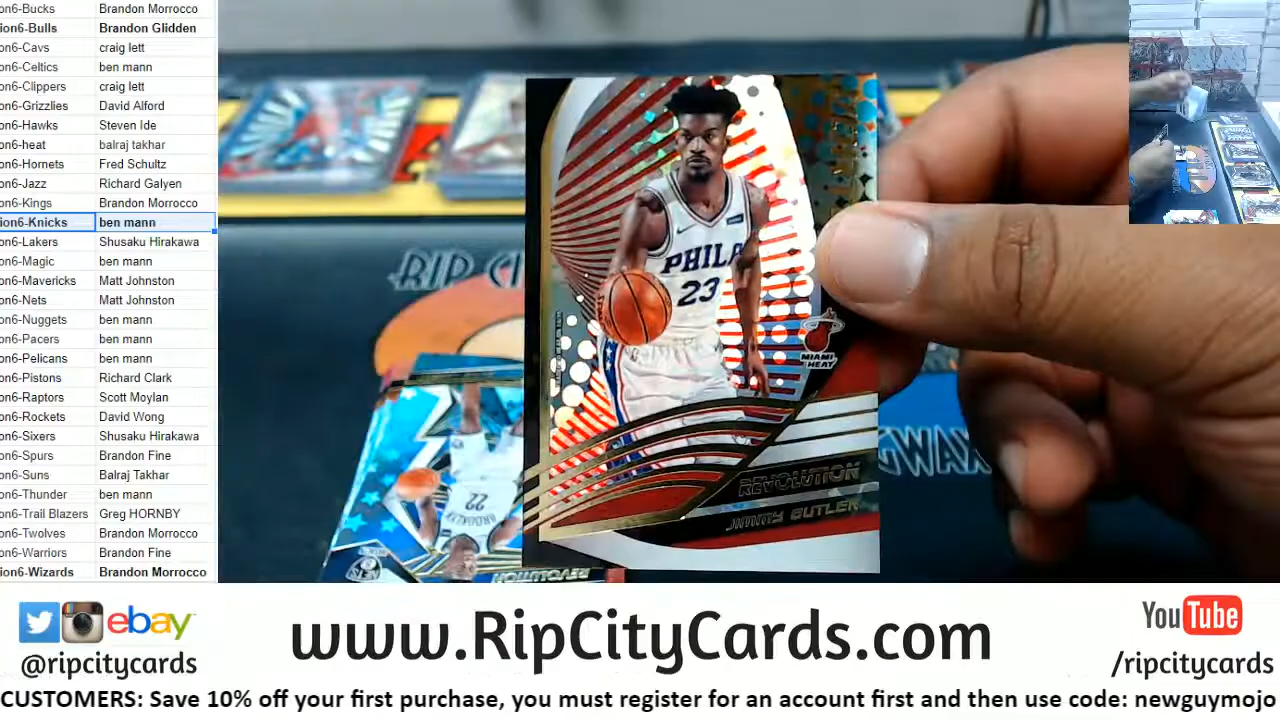 on6-Bucks Brandon Morrocco
ion6-Bulls Brandon Glidden
on6-Cavs craig lett
on6-Celtics ben mann
on6-Clippers craig lett
on6-Grizzlies David Alford
on6-Hawks Steven Ide
on6-heat balraj takhar
on6-Hornets Fred Schultz
on6-Jazz Richard Galyen
on6-Kings Brandon Morrocco
ion6-Knicks ben mann
on6-Lakers Shusaku Hirakawa
on6-Magic ben mann
on6-Mavericks Matt Johnston
on6-Nets Matt Johnston
on6-Nuggets ben mann
on6-Pacers ben mann
on6-Pelicans ben mann
on6-Pistons Richard Clark
on6-Raptors Scott Moylan
on6-Rockets David Wong
on6-Sixers Shusaku Hirakawa
on6-Spurs Brandon Fine
on6-Suns Balraj Takhar
on6-Thunder ben mann
on6-Trail Blazers Greg HORNBY
on6-Twolves Brandon Morrocco
on6-Warriors Brandon Fine
ion6-Wizards Brandon Morrocco
RIP CI
PHILA
23
MIAMI
HEAT
REVOLUTION
JIMMY BUTLER
GWAX
BROOKLYN
22
REVOLUTION
ebay
@ripcitycards
www.RipCityCards.com
YouTube
/ripcitycards
CUSTOMERS: Save 10% off your first purchase, you must register for an account first and then use code: newguymojo